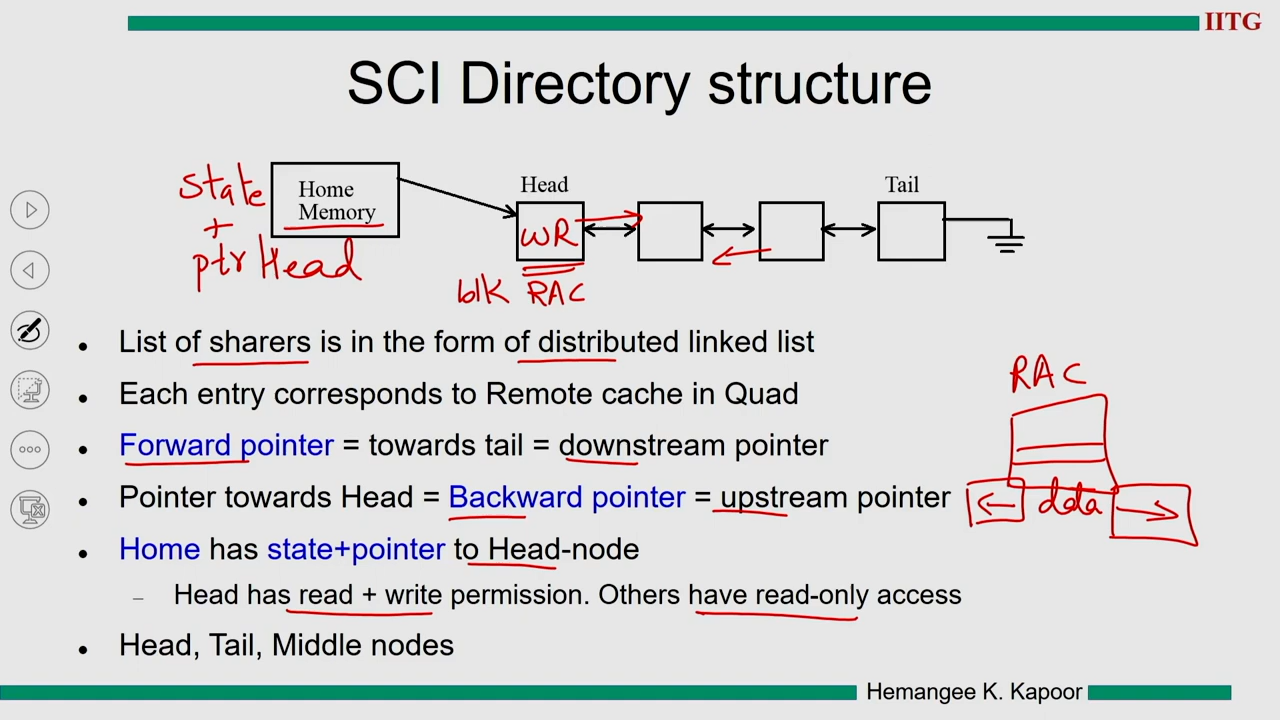 IITG
SCI Directory structure
State
+
ptr Head
Home
Memory
Head
Tail
WR
blk RAC
• List of sharers is in the form of distributed linked list
• Each entry corresponds to Remote cache in Quad
• Forward pointer = towards tail = downstream pointer
• Pointer towards Head = Backward pointer = upstream pointer
• Home has state+pointer to Head-node
– Head has read + write permission. Others have read-only access
• Head, Tail, Middle nodes
RAC
data
Hemangee K. Kapoor